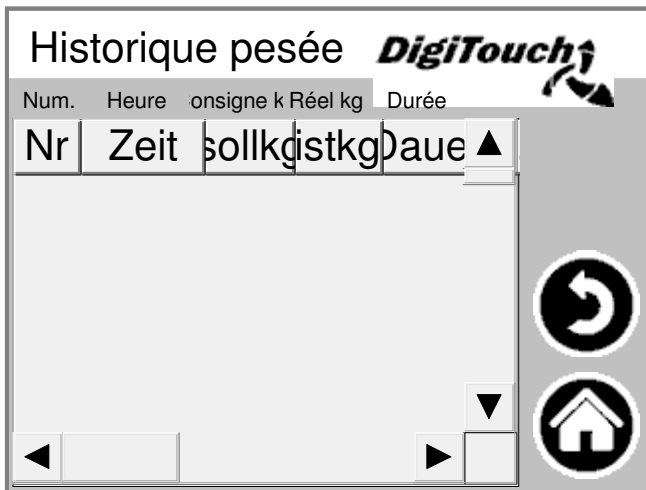 Historique pesée DigiTouch
Num. Heure onsigne k Réel kg Durée
Nr Zeit sollkg istkg Daue